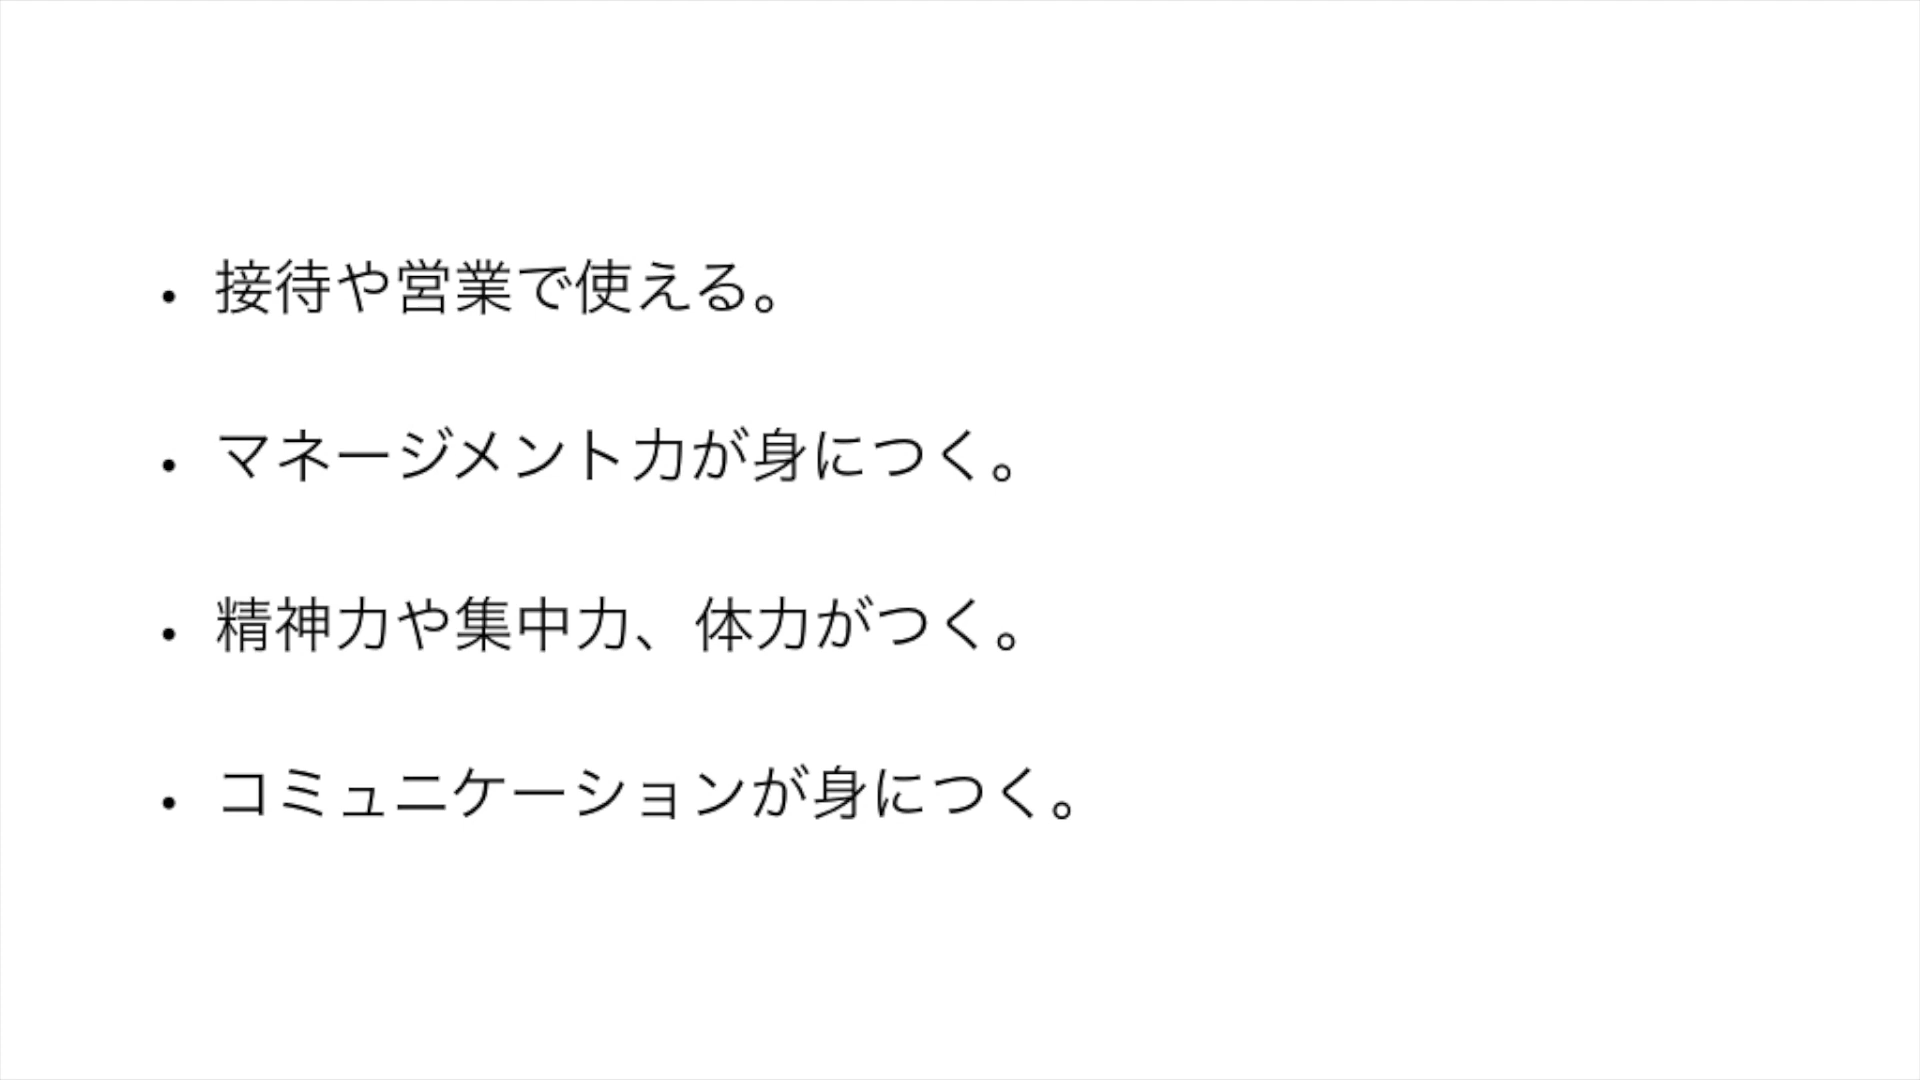 • 接待や営業で使える。
• マネージメント力が身につく。
• 精神力や集中力、体力がつく。
• コミュニケーションが身につく。